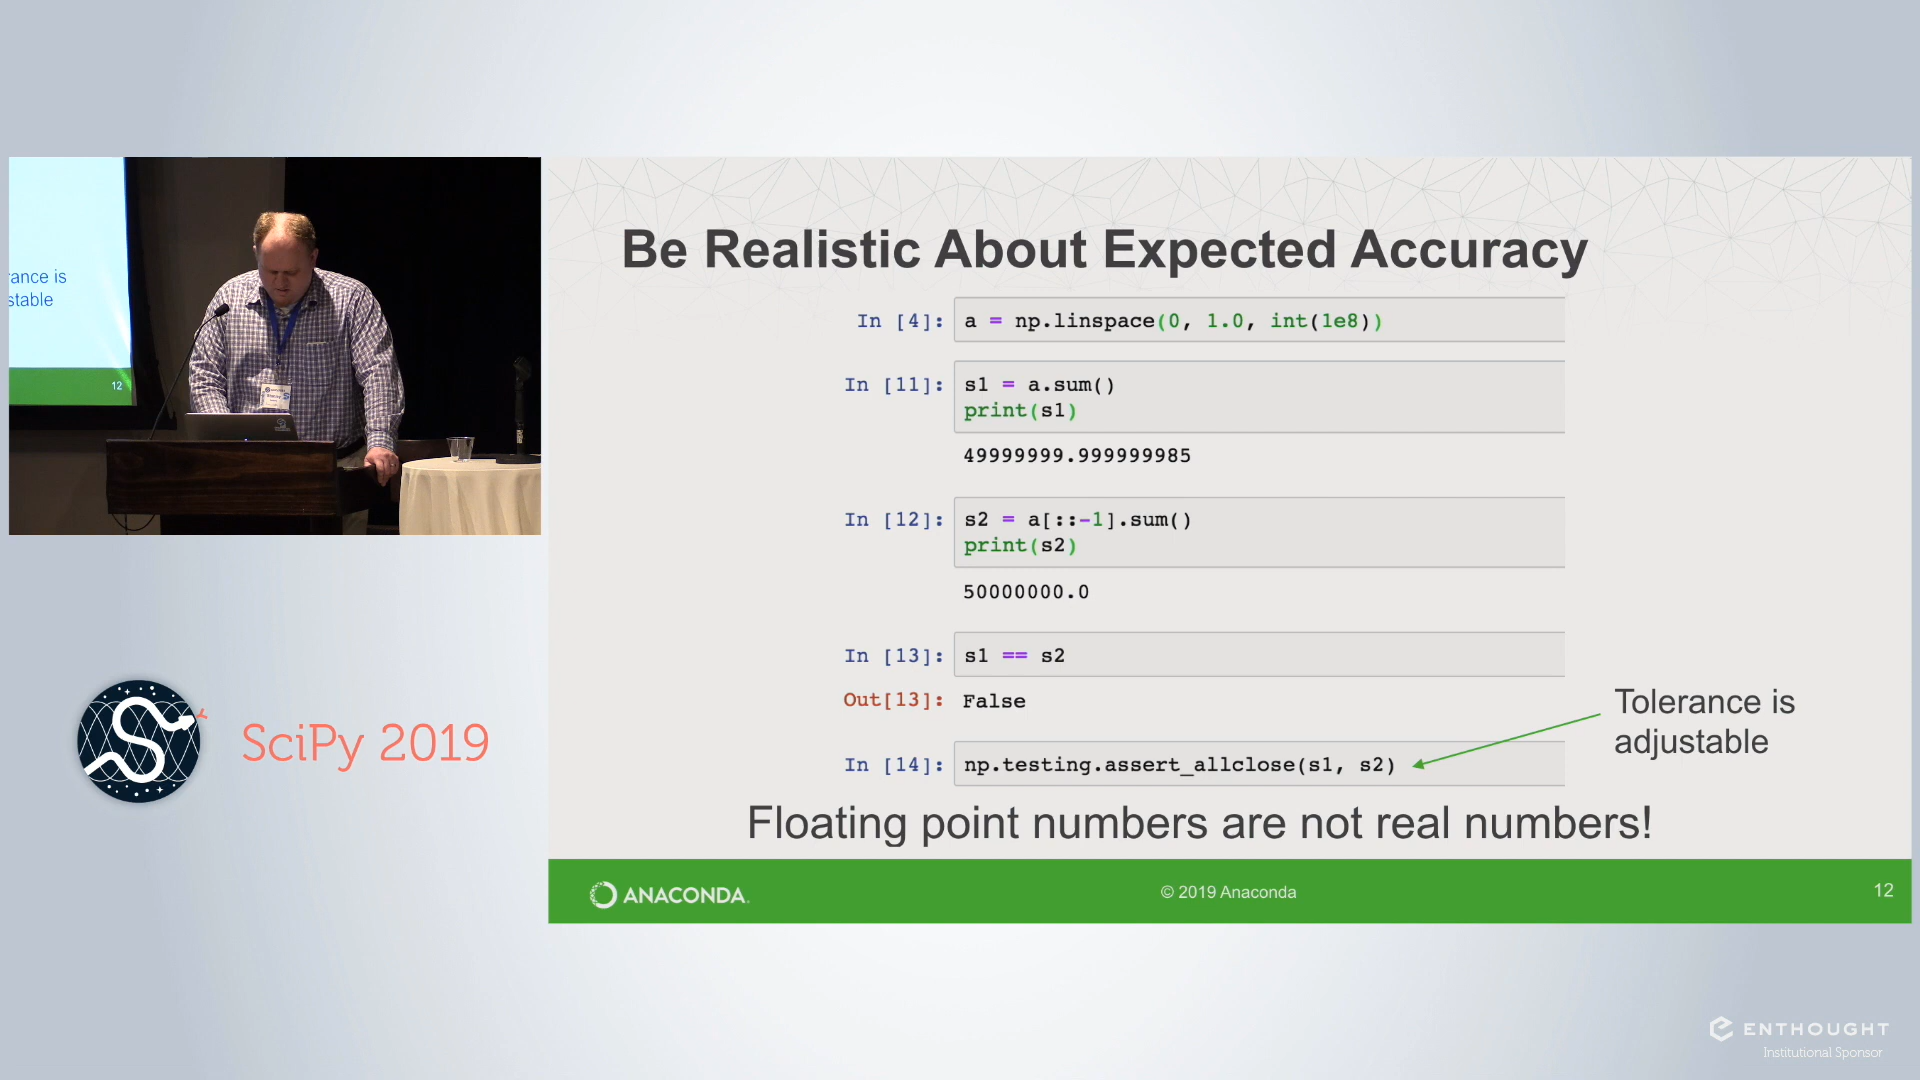 rance is
stable
12
Be Realistic About Expected Accuracy
In [4]: a = np.linspace(0, 1.0, int(1e8))
In [11]: s1 = a.sum()
print(s1)
49999999.999999985
In [12]: s2 = a[::-1].sum()
print(s2)
50000000.0
In [13]: s1 == s2
Out[13]: False
Tolerance is
adjustable
In [14]: np.testing.assert_allclose(s1, s2)
Floating point numbers are not real numbers!
ANACONDA.
© 2019 Anaconda
12
SciPy 2019
ENTHOUGHT
Institutional Sponsor